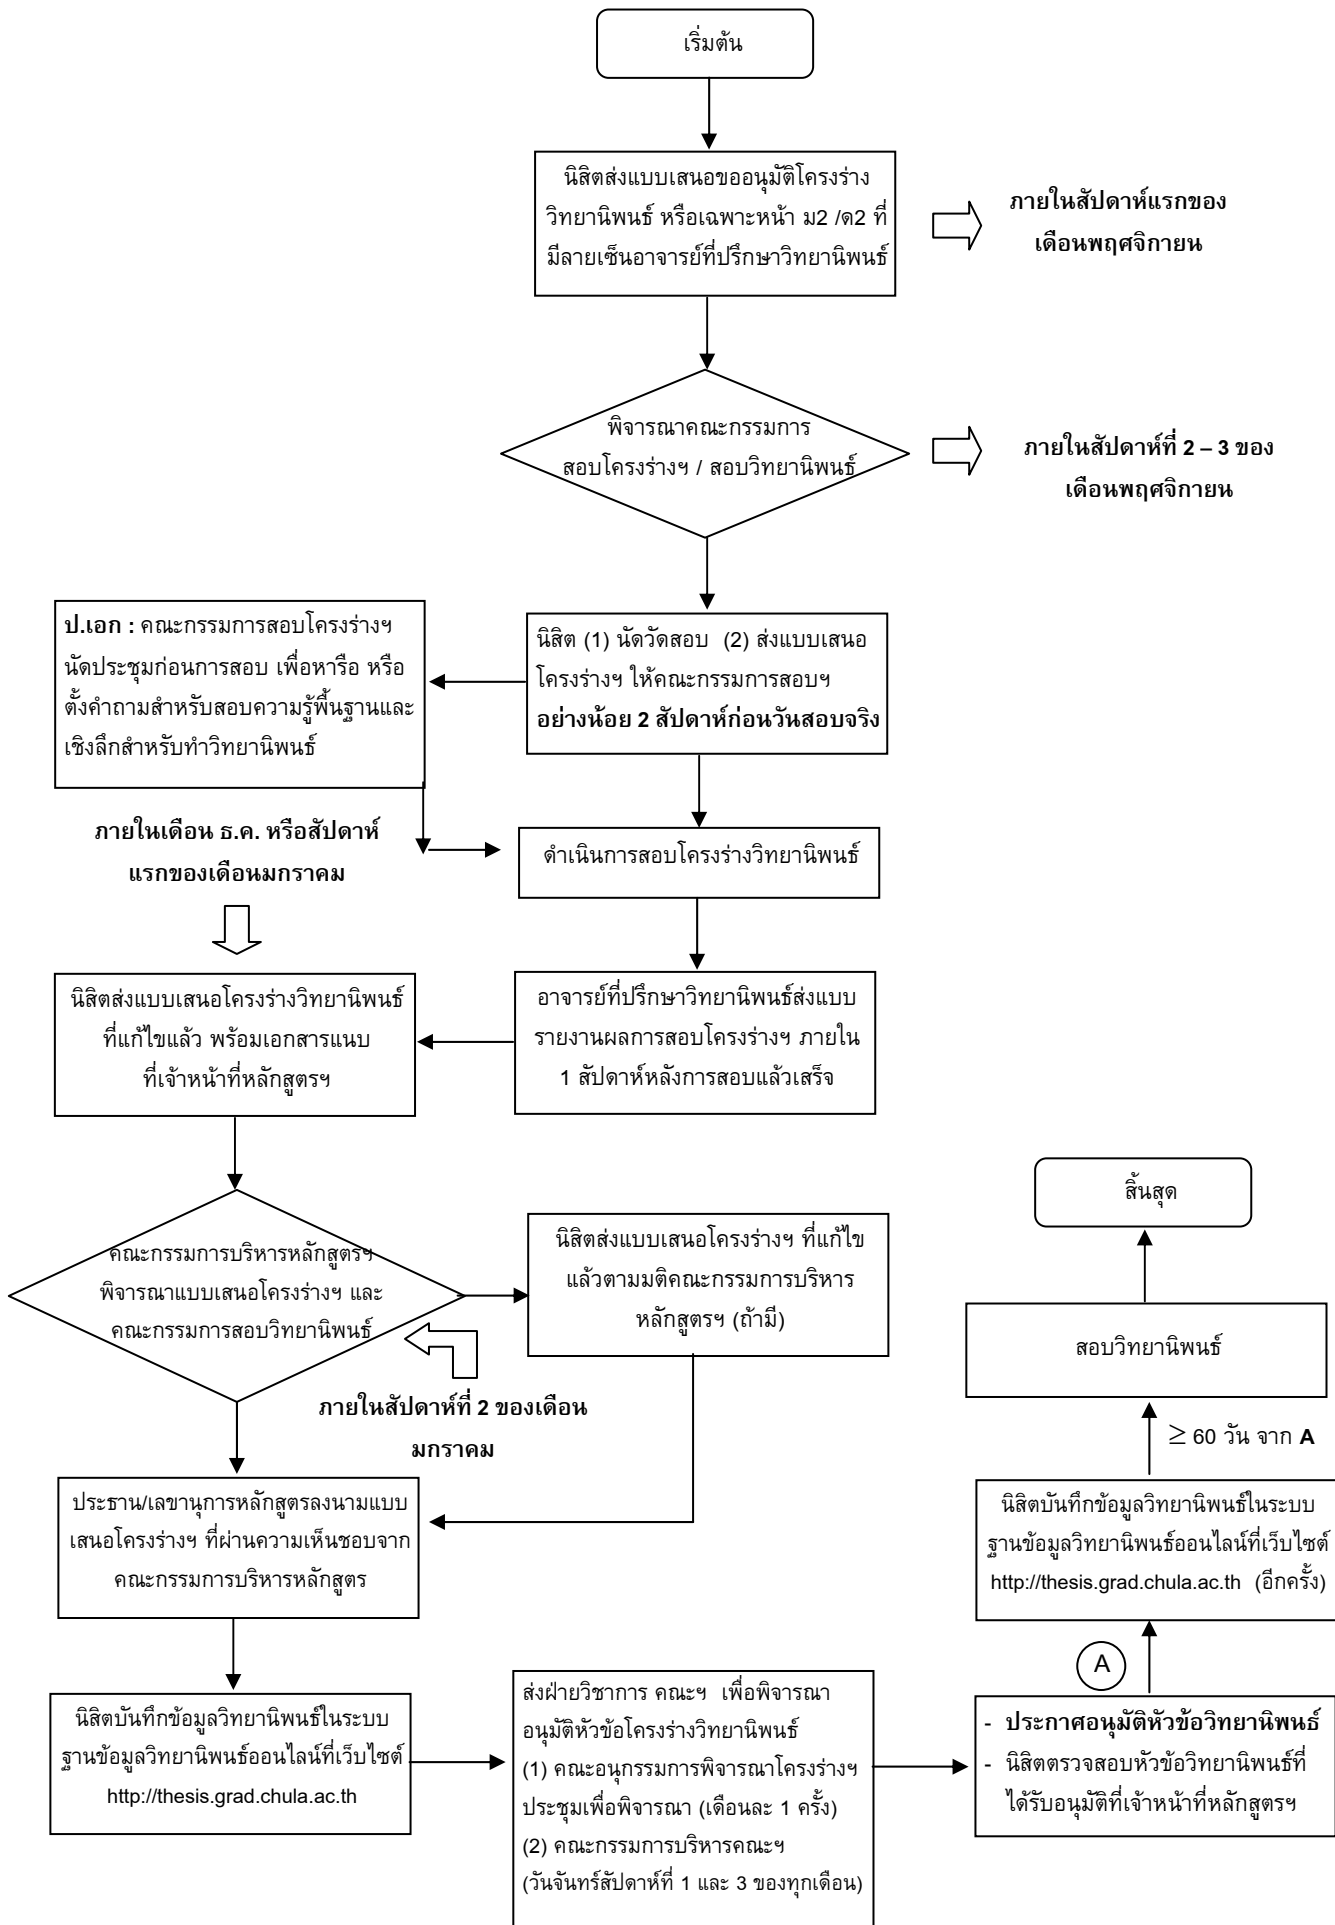 เริ่มต้น
นิสิตส่งแบบเสนอขออนุมัติโครงร่าง
วิทยานิพนธ์ หรือเฉพาะหน้า ม2 /ด2 ที่
มีลายเซ็นอาจารย์ที่ปรึกษาวิทยานิพนธ์
ภายในสัปดาห์แรกของ
เดือนพฤศจิกายน
พิจารณาคณะกรรมการ
สอบโครงร่างฯ / สอบวิทยานิพนธ์
ภายในสัปดาห์ที่ 2 – 3 ของ
เดือนพฤศจิกายน
นิสิต (1) นัดวัดสอบ (2) ส่งแบบเสนอ
โครงร่างฯ ให้คณะกรรมการสอบฯ
อย่างน้อย 2 สัปดาห์ก่อนวันสอบจริง
ป.เอก : คณะกรรมการสอบโครงร่างฯ
นัดประชุมก่อนการสอบ เพื่อหารือ หรือ
ตั้งคำถามสำหรับสอบความรู้พื้นฐานและ
เชิงลึกสำหรับทำวิทยานิพนธ์
ดำเนินการสอบโครงร่างวิทยานิพนธ์
ภายในเดือน ธ.ค. หรือสัปดาห์
แรกของเดือนมกราคม
อาจารย์ที่ปรึกษาวิทยานิพนธ์ส่งแบบ
รายงานผลการสอบโครงร่างฯ ภายใน
1 สัปดาห์หลังการสอบแล้วเสร็จ
นิสิตส่งแบบเสนอโครงร่างวิทยานิพนธ์
ที่แก้ไขแล้ว พร้อมเอกสารแนบ
ที่เจ้าหน้าที่หลักสูตรฯ
คณะกรรมการบริหารหลักสูตรฯ
พิจารณาแบบเสนอโครงร่างฯ และ
คณะกรรมการสอบวิทยานิพนธ์
นิสิตส่งแบบเสนอโครงร่างฯ ที่แก้ไข
แล้วตามมติคณะกรรมการบริหาร
หลักสูตรฯ (ถ้ามี)
ภายในสัปดาห์ที่ 2 ของเดือน
มกราคม
ประธาน/เลขานุการหลักสูตรลงนามแบบ
เสนอโครงร่างฯ ที่ผ่านความเห็นชอบจาก
คณะกรรมการบริหารหลักสูตร
นิสิตบันทึกข้อมูลวิทยานิพนธ์ในระบบ
ฐานข้อมูลวิทยานิพนธ์ออนไลน์ที่เว็บไซต์
http://thesis.grad.chula.ac.th
ส่งฝ่ายวิชาการ คณะฯ เพื่อพิจารณา
อนุมัติหัวข้อโครงร่างวิทยานิพนธ์
(1) คณะอนุกรรมการพิจารณาโครงร่างฯ
ประชุมเพื่อพิจารณา (เดือนละ 1 ครั้ง)
(2) คณะกรรมการบริหารคณะฯ
(วันจันทร์สัปดาห์ที่ 1 และ 3 ของทุกเดือน)
- ประกาศอนุมัติหัวข้อวิทยานิพนธ์
- นิสิตตรวจสอบหัวข้อวิทยานิพนธ์ที่
ได้รับอนุมัติที่เจ้าหน้าที่หลักสูตรฯ
A
นิสิตบันทึกข้อมูลวิทยานิพนธ์ในระบบ
ฐานข้อมูลวิทยานิพนธ์ออนไลน์ที่เว็บไซต์
http://thesis.grad.chula.ac.th (อีกครั้ง)
≥ 60 วัน จาก A
สอบวิทยานิพนธ์
สิ้นสุด